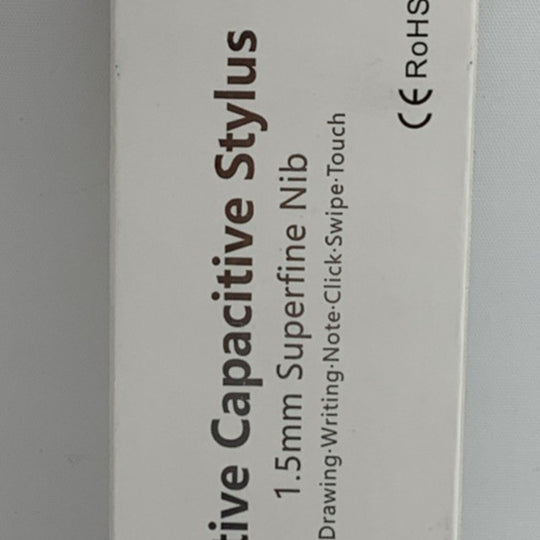 tive Capacitive Stylus
1.5mm Superfine Nib
Drawing·Writing·Note·Click·Swipe·Touch
CE RoHS